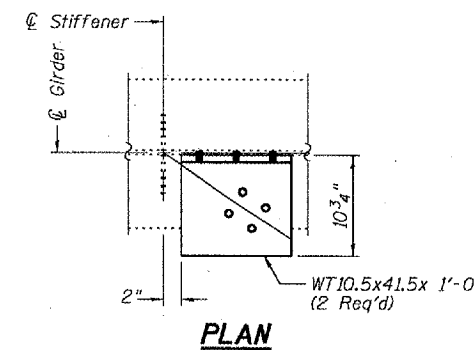 ℄ Stiffener
℄ Girder
10 3/4"
2"
WT10.5x41.5x 1'-0
(2 Req'd)
PLAN